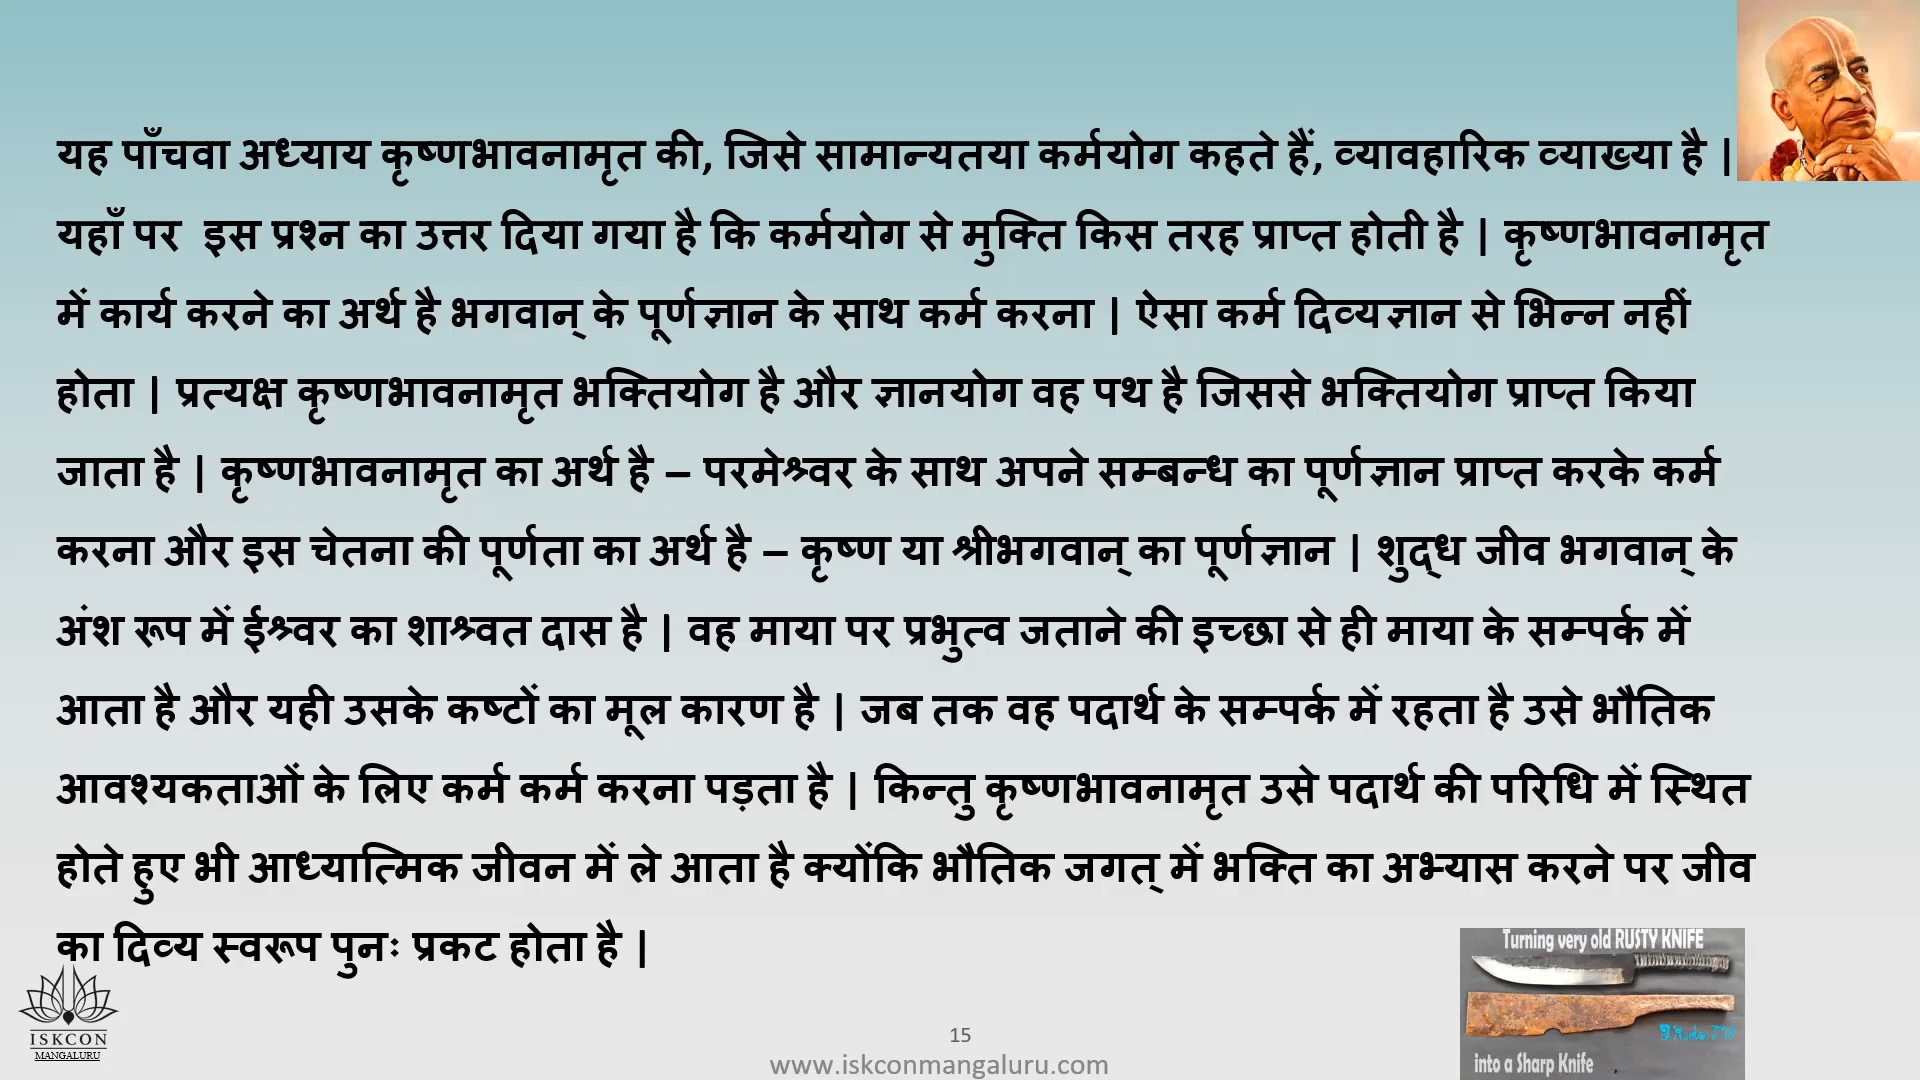 यह पाँचवा अध्याय कृष्णभावनामृत की, जिसे सामान्यतया कर्मयोग कहते हैं, व्यावहारिक व्याख्या है |
यहाँ पर इस प्रश्न का उत्तर दिया गया है कि कर्मयोग से मुक्ति किस तरह प्राप्त होती है | कृष्णभावनामृत
में कार्य करने का अर्थ है भगवान् के पूर्णज्ञान के साथ कर्म करना | ऐसा कर्म दिव्यज्ञान से भिन्न नहीं
होता | प्रत्यक्ष कृष्णभावनामृत भक्तियोग है और ज्ञानयोग वह पथ है जिससे भक्तियोग प्राप्त किया
जाता है | कृष्णभावनामृत का अर्थ है – परमेश्र्वर के साथ अपने सम्बन्ध का पूर्णज्ञान प्राप्त करके कर्म
करना और इस चेतना की पूर्णता का अर्थ है – कृष्ण या श्रीभगवान् का पूर्णज्ञान | शुद्ध जीव भगवान् के
अंश रूप में ईश्र्वर का शाश्र्वत दास है | वह माया पर प्रभुत्व जताने की इच्छा से ही माया के सम्पर्क में
आता है और यही उसके कष्टों का मूल कारण है | जब तक वह पदार्थ के सम्पर्क में रहता है उसे भौतिक
आवश्यकताओं के लिए कर्म कर्म करना पड़ता है | किन्तु कृष्णभावनामृत उसे पदार्थ की परिधि में स्थित
होते हुए भी आध्यात्मिक जीवन में ले आता है क्योंकि भौतिक जगत् में भक्ति का अभ्यास करने पर जीव
का दिव्य स्वरूप पुनः प्रकट होता है |
Turning very old RUSTY KNIFE
into a Sharp Knife
ISKCON
MANGALURU
15
www.iskconmangaluru.com